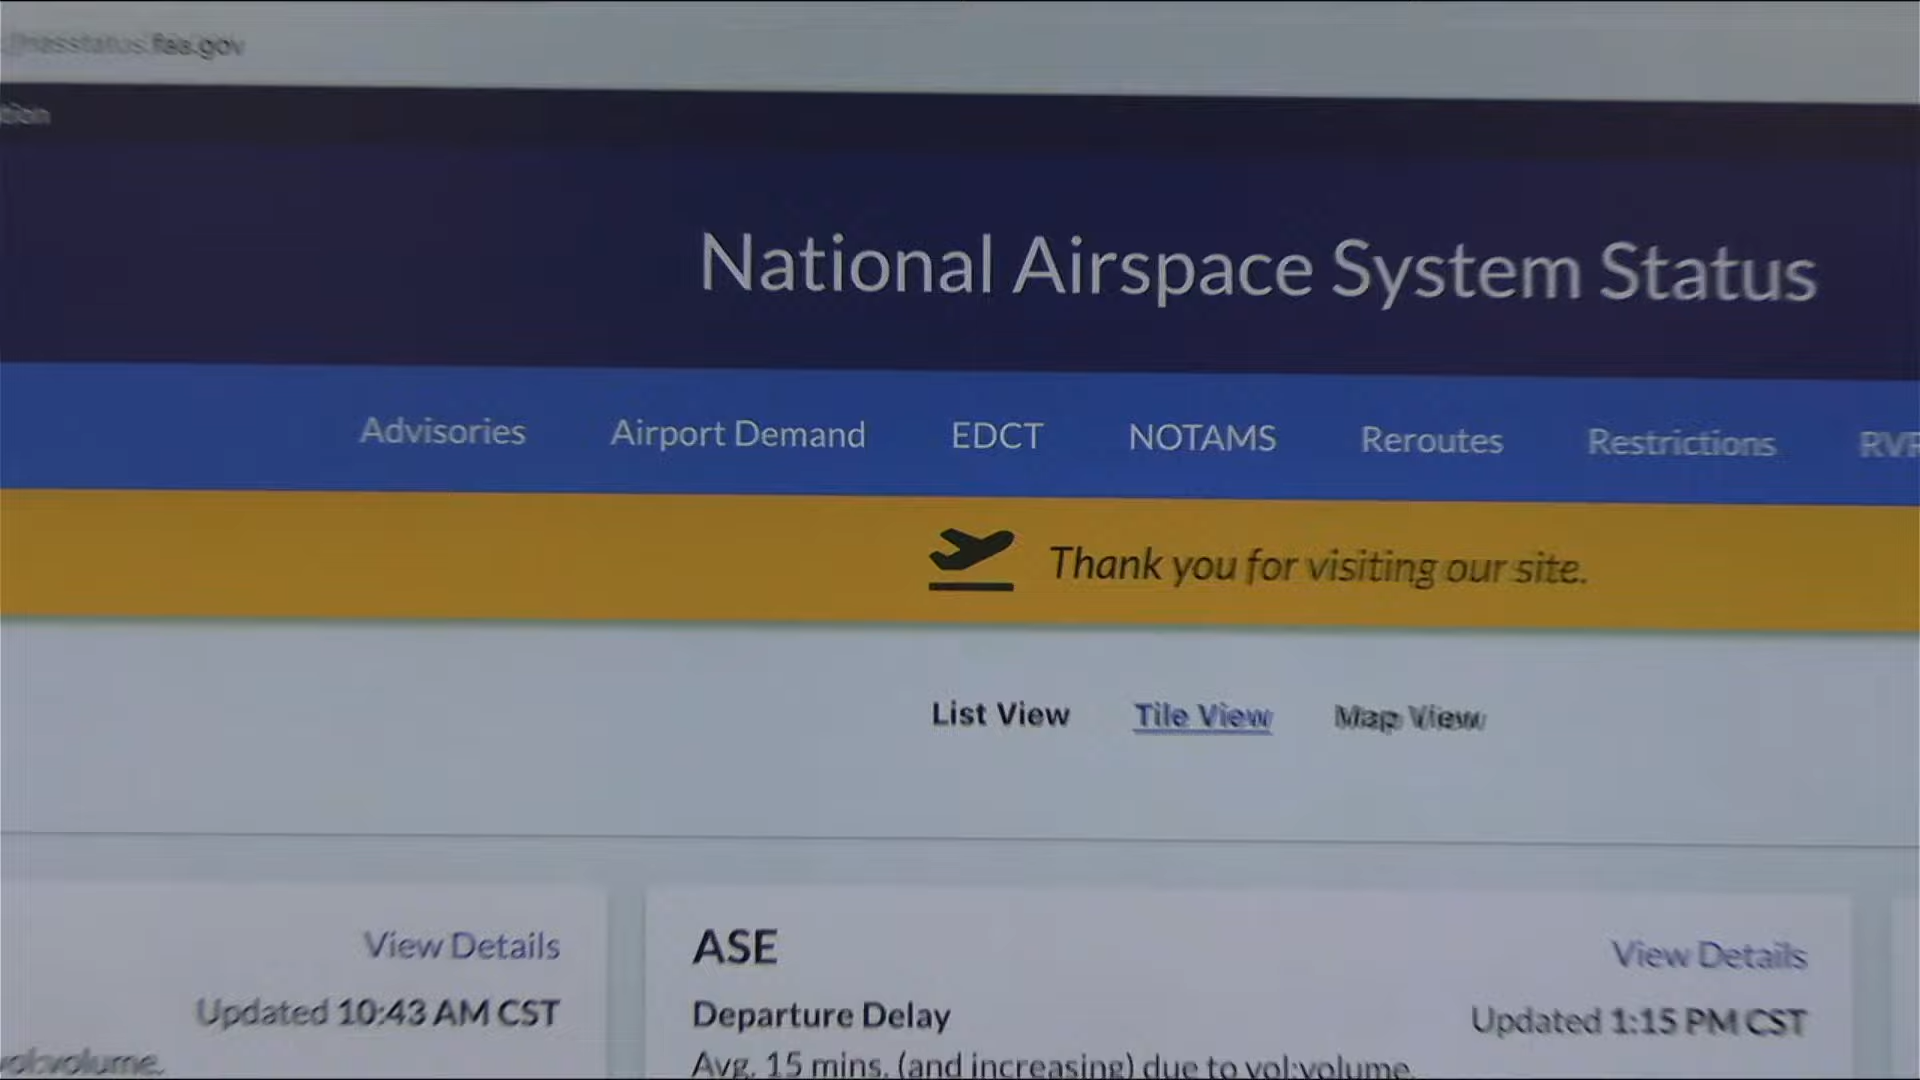 nasstatus.faa.gov
National Airspace System Status
Advisories Airport Demand EDCT NOTAMS Reroutes Restrictions
Thank you for visiting our site.
List View Tile View Map View
View Details
Updated 10:43 AM CST
vol:volume.
ASE
View Details
Departure Delay
Updated 1:15 PM CST
Avg. 15 mins. (and increasing) due to vol:volume.